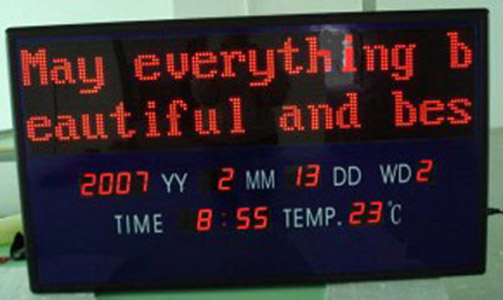 May everything b
eautiful and bes
2007 YY 2 MM 13 DD WD 2
TIME 8:55 TEMP. 23°C